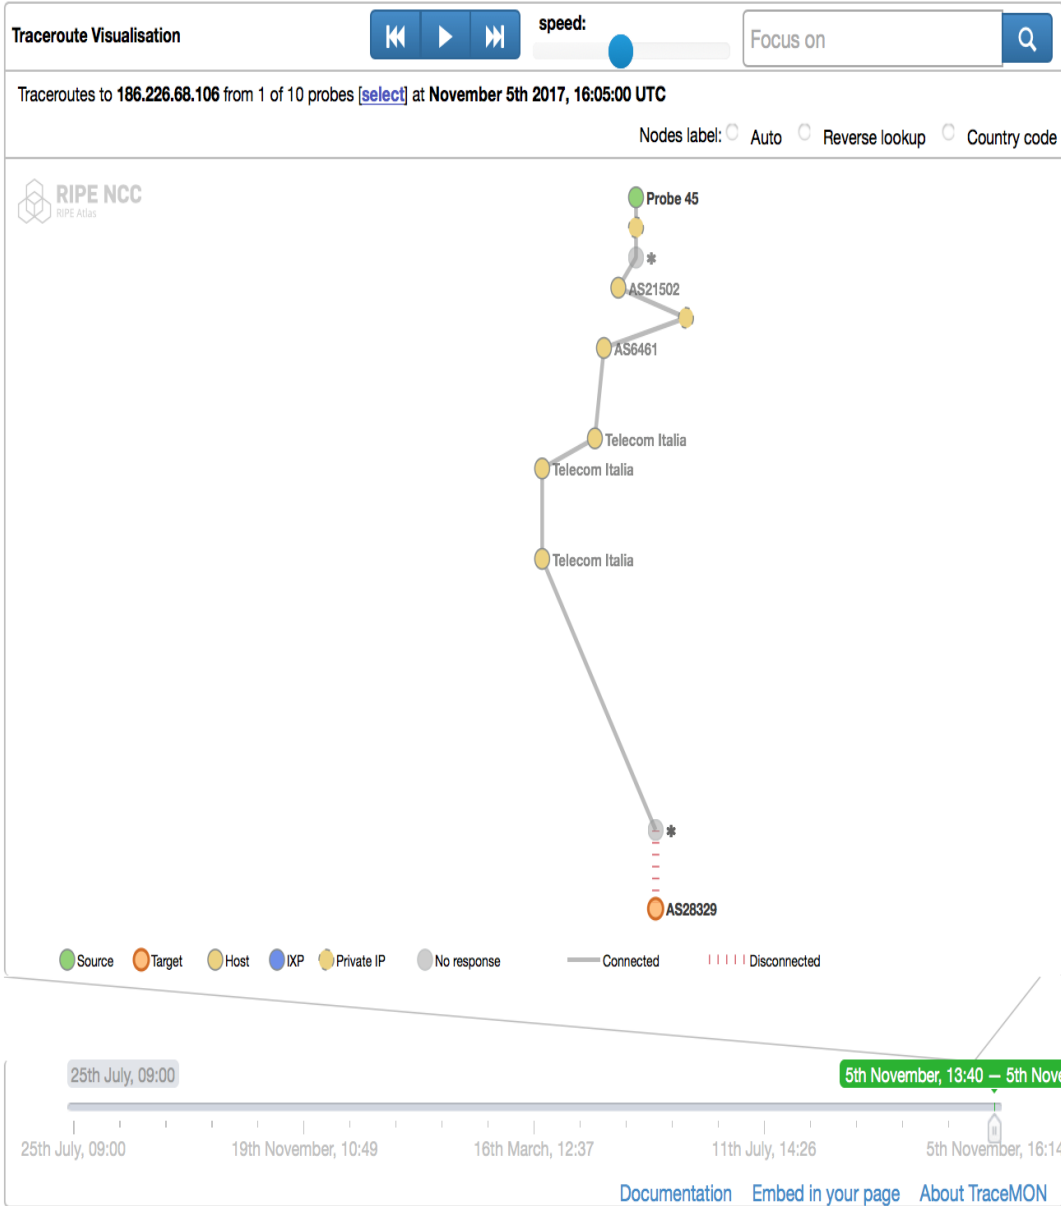 Traceroute Visualisation
speed:
Focus on
Traceroutes to 186.226.68.106 from 1 of 10 probes [select] at November 5th 2017, 16:05:00 UTC
Nodes label: Auto Reverse lookup Country code
RIPE NCC
RIPE Atlas
Probe 45
*
AS21502
AS6461
Telecom Italia
Telecom Italia
Telecom Italia
*
AS28329
Source Target Host IXP Private IP No response Connected Disconnected
25th July, 09:00
5th November, 13:40 – 5th Nove
25th July, 09:00 19th November, 10:49 16th March, 12:37 11th July, 14:26 5th November, 16:14
Documentation Embed in your page About TraceMON